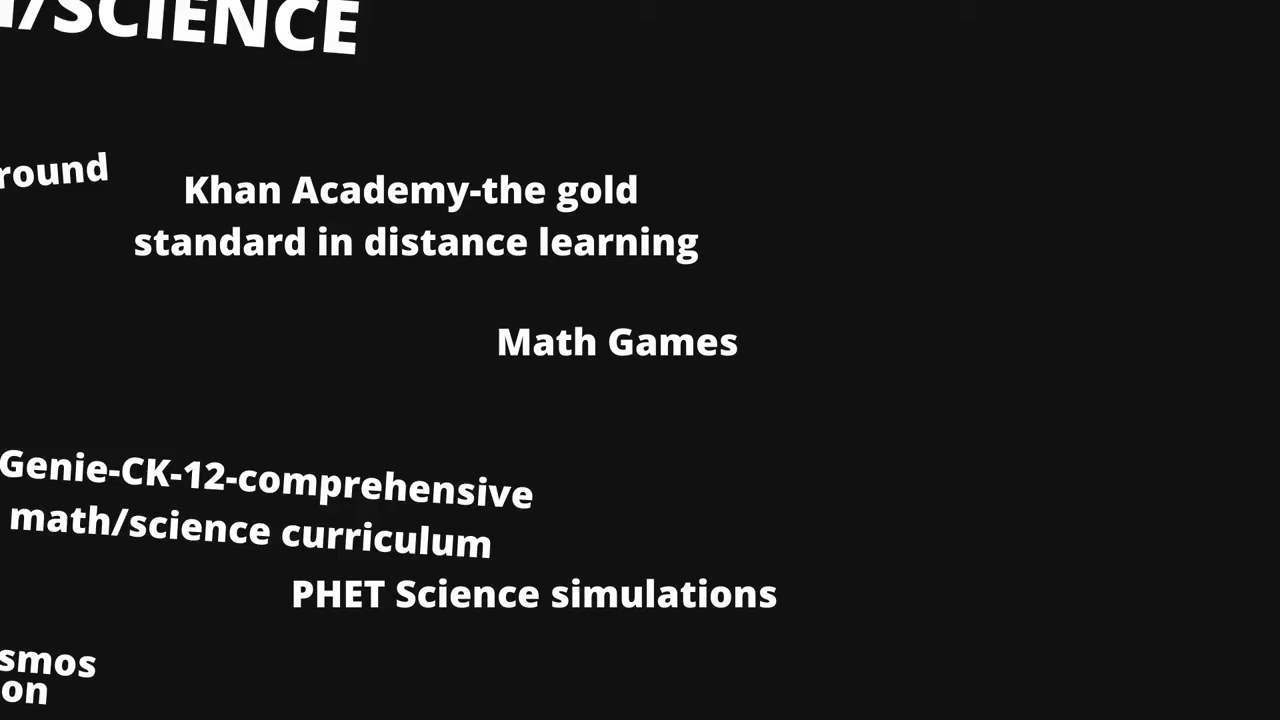 /SCIENCE
round
Khan Academy-the gold
standard in distance learning
Math Games
Genie-CK-12-comprehensive
math/science curriculum
PHET Science simulations
smos
on